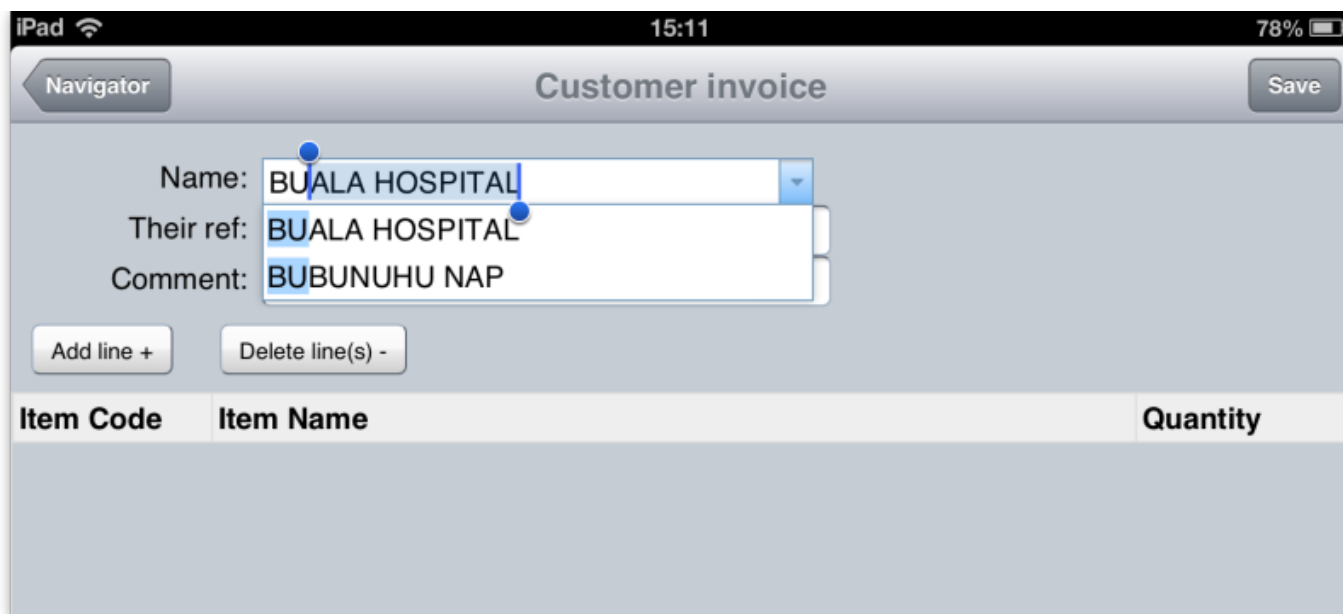 iPad 15:11 78%
Navigator Customer invoice Save
Name: BUALA HOSPITAL
Their ref: BUALA HOSPITAL
Comment: BUBUNUHU NAP
Add line + Delete line(s) -
Item Code Item Name Quantity